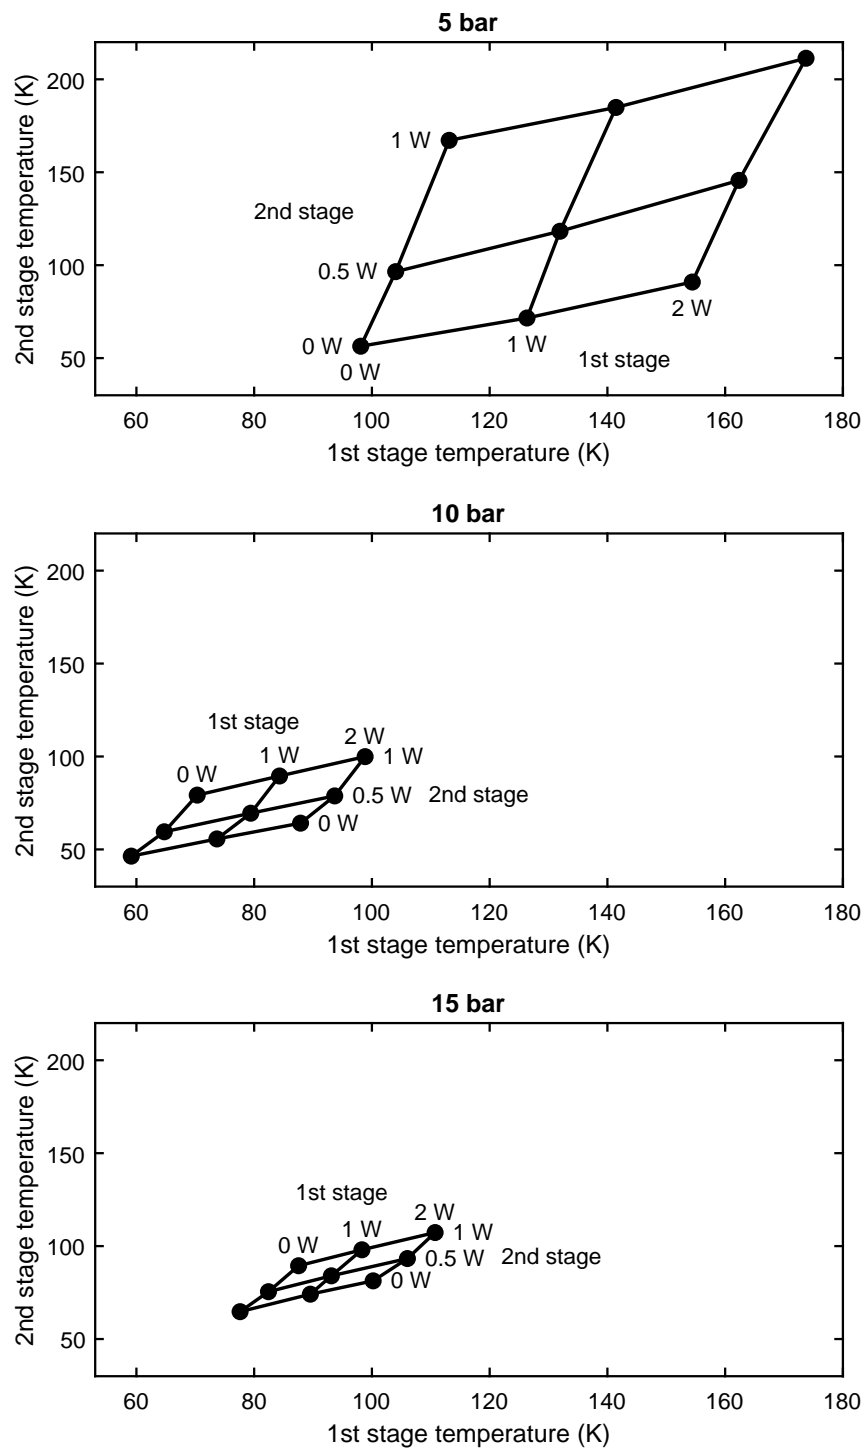 5 bar
200
150
100
50
2nd stage temperature (K)
1 W
2nd stage
0.5 W
0 W
0 W
1 W
2 W
1st stage
60 80 100 120 140 160 180
1st stage temperature (K)
10 bar
200
150
100
50
2nd stage temperature (K)
1st stage
0 W
1 W
2 W
1 W
0.5 W
2nd stage
0 W
60 80 100 120 140 160 180
1st stage temperature (K)
15 bar
200
150
100
50
2nd stage temperature (K)
1st stage
0 W
1 W
2 W
1 W
0.5 W
2nd stage
0 W
60 80 100 120 140 160 180
1st stage temperature (K)